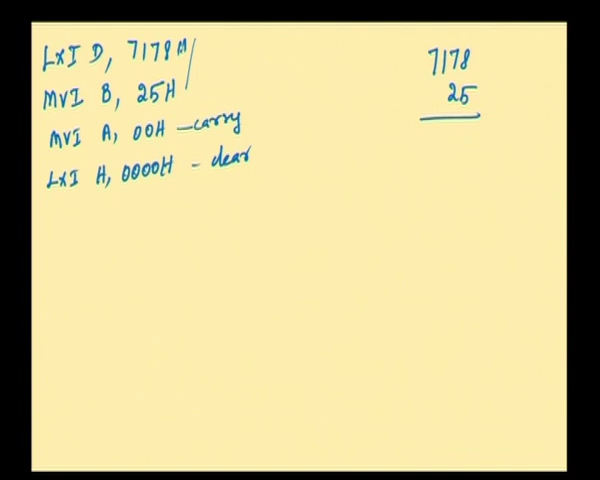 LXI D, 7178H
MVI B, 25H
MVI A, 00H - carry
LXI H, 0000H - clear
7178
25